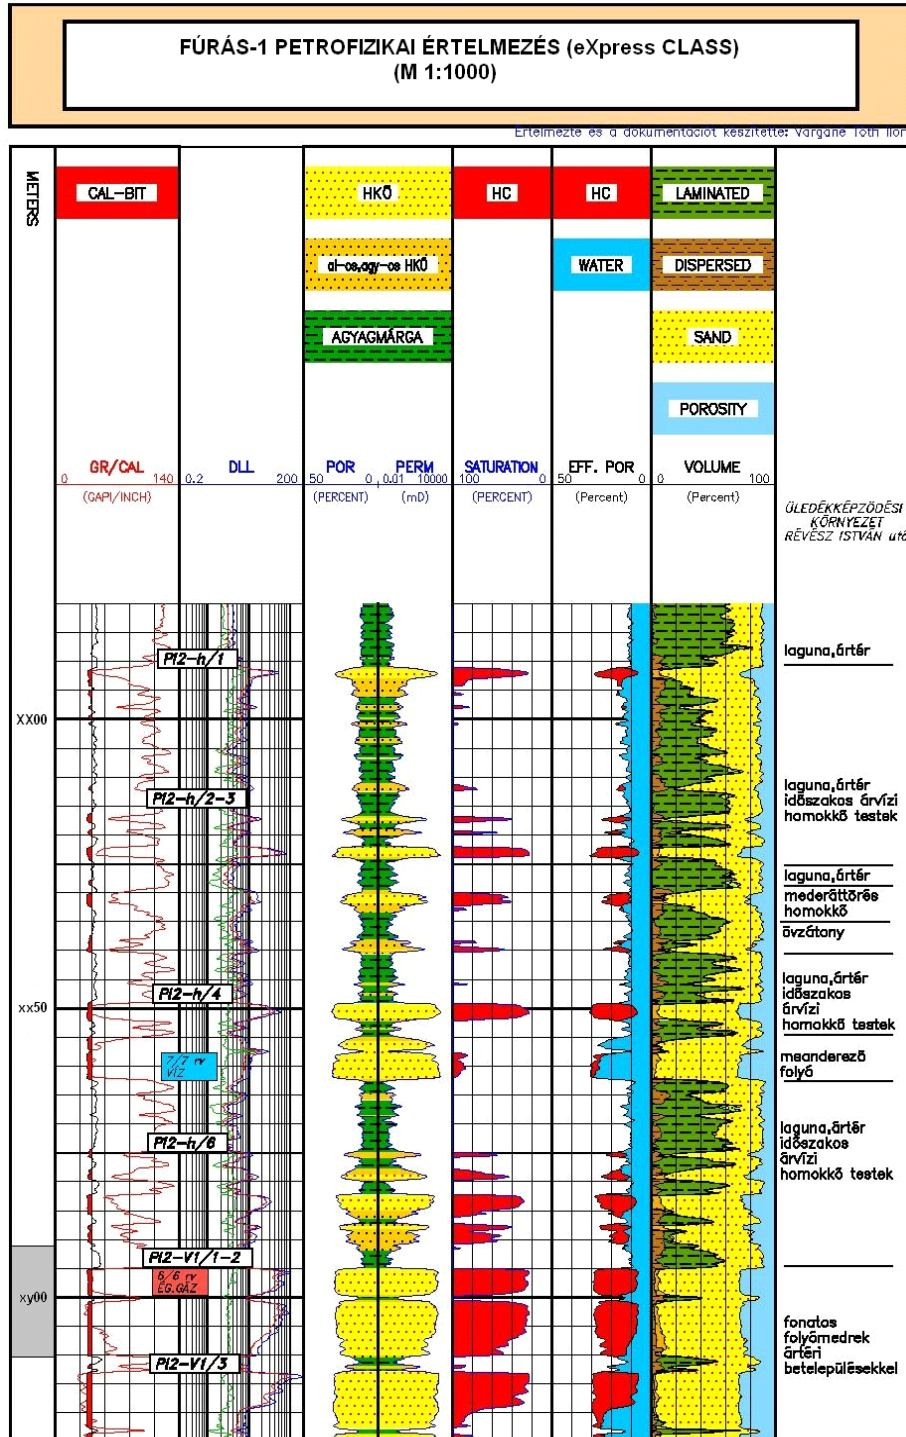 FÚRÁS-1 PETROFIZIKAI ÉRTELMEZÉS (eXpress CLASS)
(M 1:1000)
Értelmezte és a dokumentációt készítette: Vargáné Tóth Ilon
METERS
CAL-BIT
HKŐ
HC
HC
LAMINATED
al-os,agy-os HKŐ
WATER
DISPERSED
AGYAGMÁRGA
SAND
POROSITY
GR/CAL
DLL
POR
PERM
SATURATION
EFF. POR
VOLUME
0 140 0.2 200 50 0 0.01 10000 100 50 0 0 100
(GAPI/INCH)
(PERCENT)
(mD)
(PERCENT)
(Percent)
(Percent)
ÜLEDÉKKÉPZÖDÉSI
KÖRNYEZET
RÉVÉSZ ISTVÁN utá
laguna,ártér
Pl2-h/1
XX00
Pl2-h/2-3
laguna,ártér
időszakos árvízi
homokkő testek
laguna,ártér
mederáttörés
homokkő
övzátony
Pl2-h/4
xx50
laguna,ártér
időszakos
árvízi
homokkő testek
7/7 rv
VÍZ
meanderező
folyó
Pl2-h/6
laguna,ártér
időszakos
árvízi
homokkő testek
Pl2-V1/1-2
6/6 rv
ÉG.GÁZ
xy00
Pl2-V1/3
fonatos
folyómedrek
ártéri
betelepülésekkel